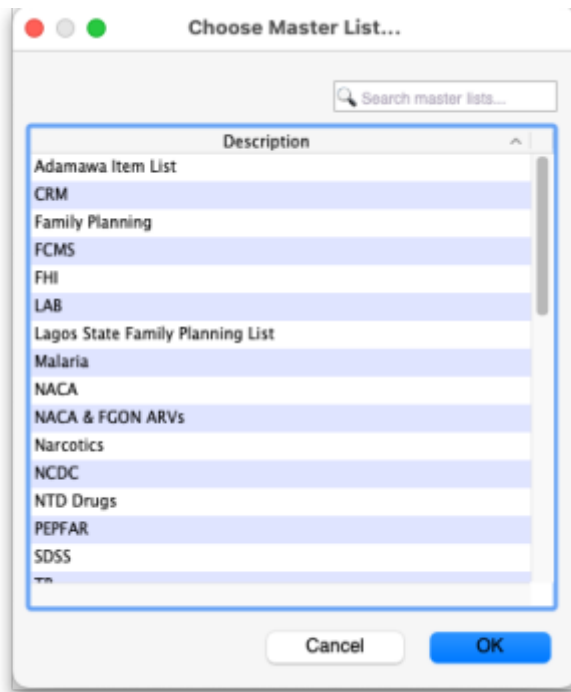 Choose Master List...
Search master lists...
Description
Adamawa Item List
CRM
Family Planning
FCMS
FHI
LAB
Lagos State Family Planning List
Malaria
NACA
NACA & FGON ARVs
Narcotics
NCDC
NTD Drugs
PEPFAR
SDSS
Cancel
OK